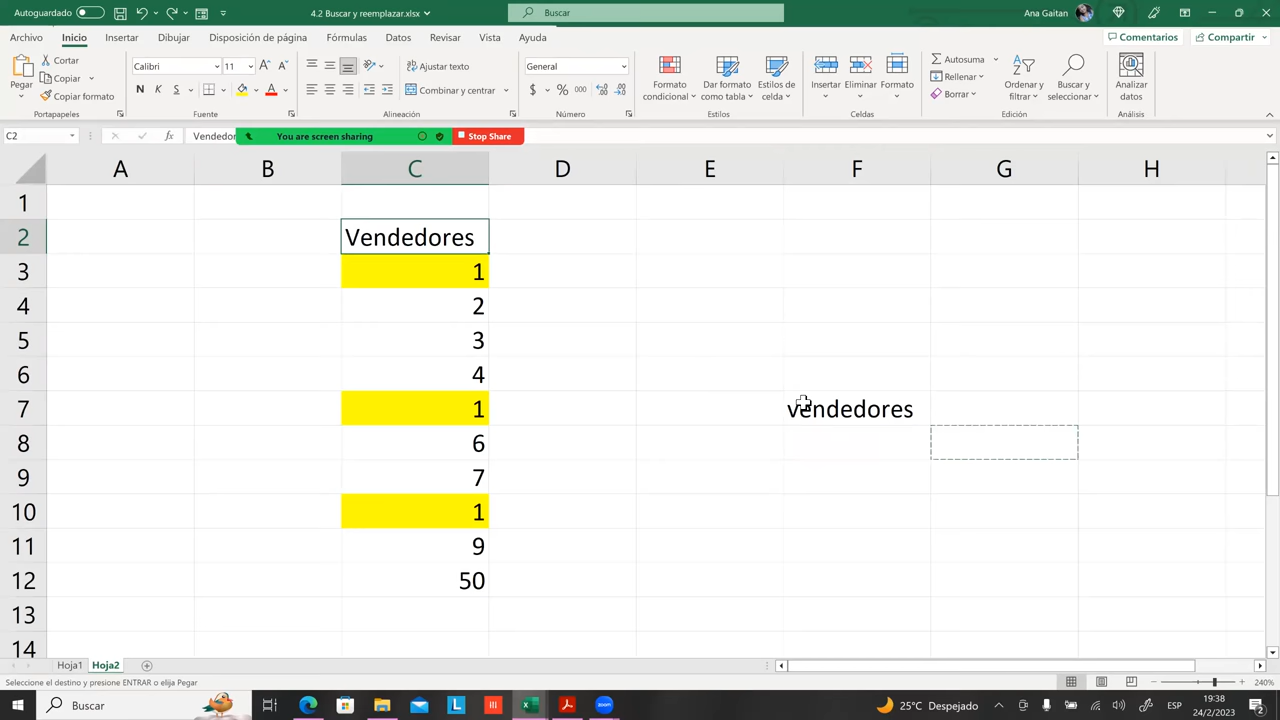 Autoguardado
4.2 Buscar y reemplazar.xlsx
Buscar
Ana Gaitan
Archivo Inicio Insertar Dibujar Disposición de página Fórmulas Datos Revisar Vista Ayuda
Comentarios Compartir
Pegar
Cortar
Copiar
Copiar formato
Portapapeles
Calibri 11
N K S
Fuente
Ajustar texto
Combinar y centrar
Alineación
General
$ % 000
Número
Formato condicional
Dar formato como tabla
Estilos de celda
Estilos
Insertar Eliminar Formato
Celdas
Autosuma
Rellenar
Borrar
Ordenar y filtrar
Buscar y seleccionar
Edición
Analizar datos
Análisis
C2
fx
You are screen sharing
Stop Share
A B C D E F G H
1
2 Vendedores
3 1
4 2
5 3
6 4
7 1 vendedores
8 6
9 7
10 1
11 9
12 50
13
14
Hoja1 Hoja2
Seleccione el destino y presione ENTRAR o elija Pegar
240%
Buscar
L
zoom
25°C Despejado
ESP
19:38
24/2/2023